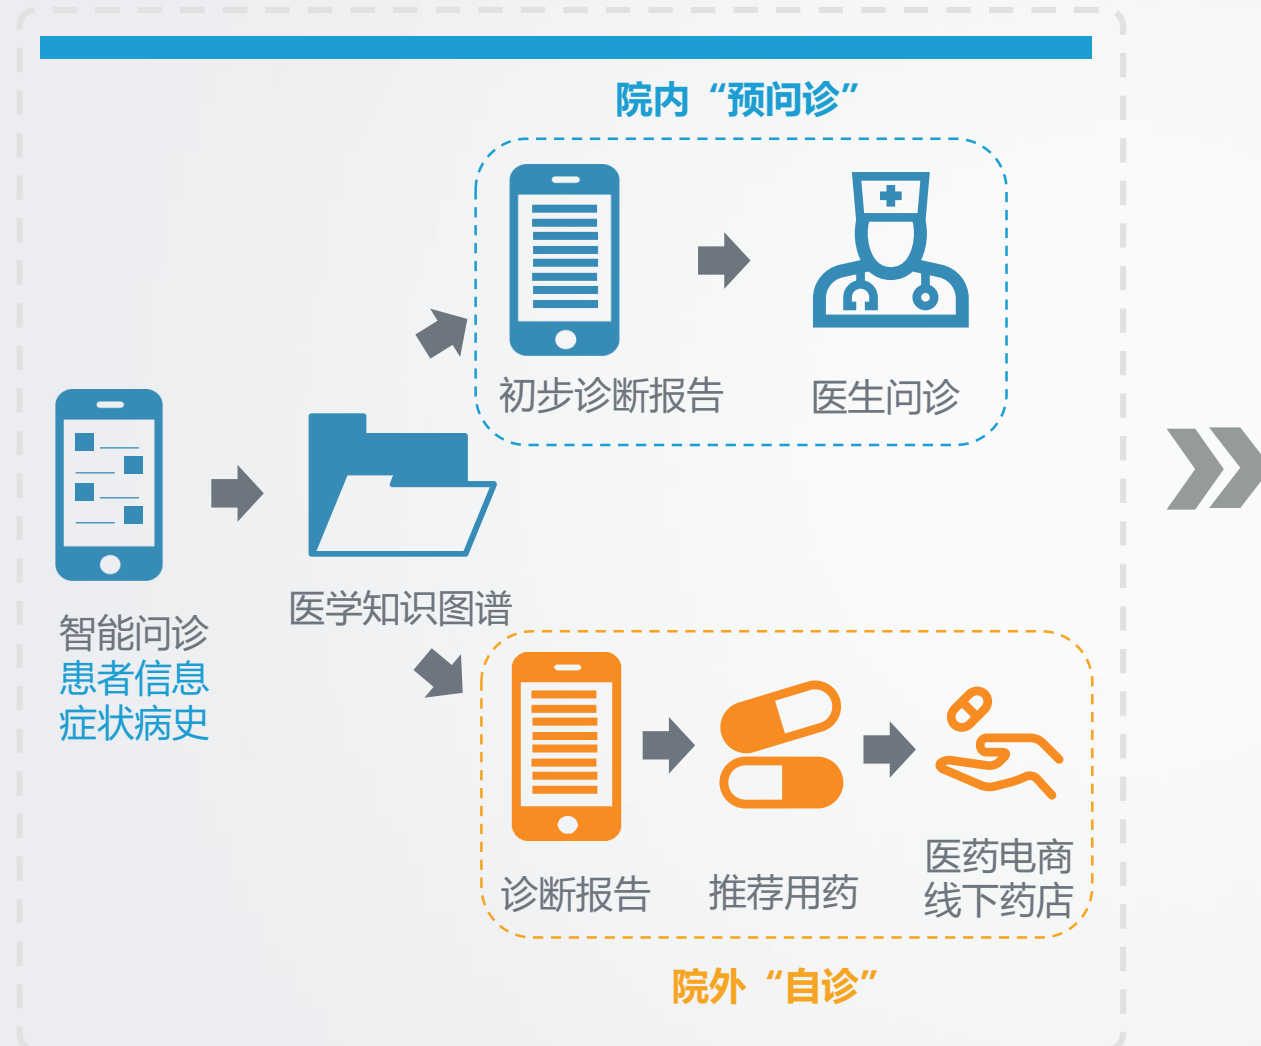 院内“预问诊”
初步诊断报告
医生问诊
智能问诊
患者信息
症状病史
医学知识图谱
诊断报告
推荐用药
医药电商
线下药店
院外“自诊”